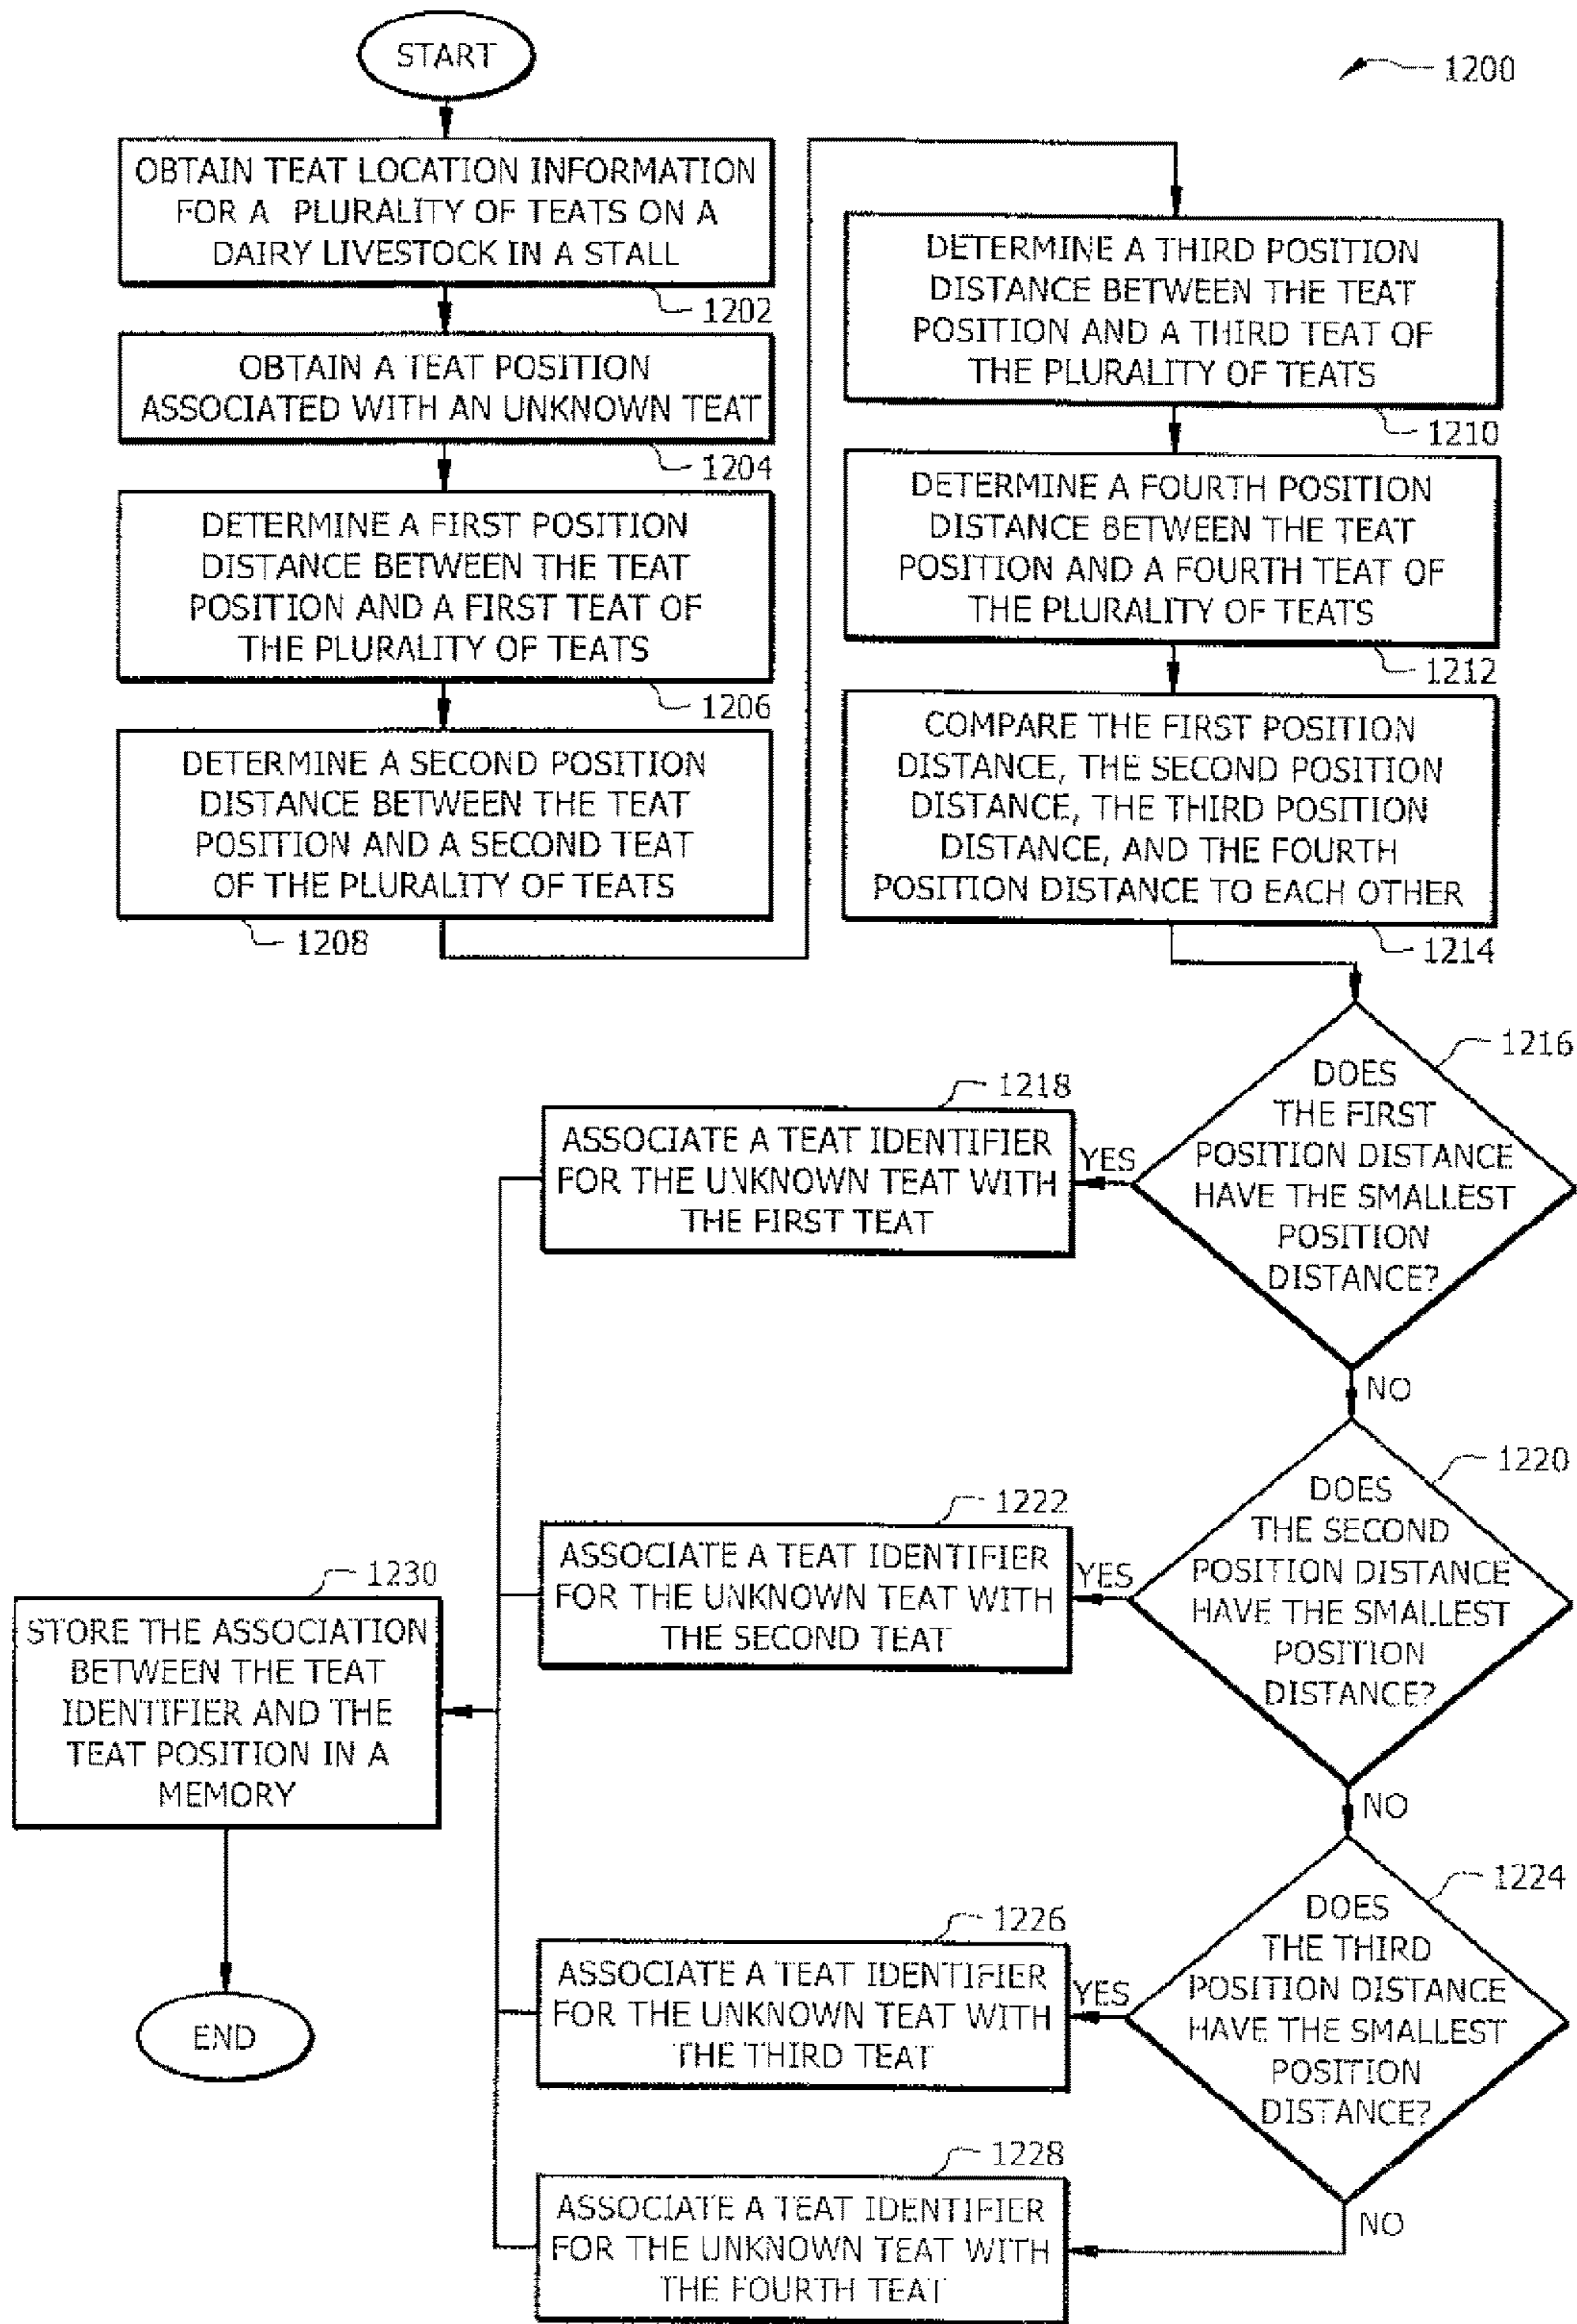 START
1200
OBTAIN TEAT LOCATION INFORMATION
FOR A PLURALITY OF TEATS ON A
DAIRY LIVESTOCK IN A STALL
1202
OBTAIN A TEAT POSITION
ASSOCIATED WITH AN UNKNOWN TEAT
1204
DETERMINE A FIRST POSITION
DISTANCE BETWEEN THE TEAT
POSITION AND A FIRST TEAT OF
THE PLURALITY OF TEATS
1206
DETERMINE A SECOND POSITION
DISTANCE BETWEEN THE TEAT
POSITION AND A SECOND TEAT
OF THE PLURALITY OF TEATS
1208
DETERMINE A THIRD POSITION
DISTANCE BETWEEN THE TEAT
POSITION AND A THIRD TEAT OF
THE PLURALITY OF TEATS
1210
DETERMINE A FOURTH POSITION
DISTANCE BETWEEN THE TEAT
POSITION AND A FOURTH TEAT OF
THE PLURALITY OF TEATS
1212
COMPARE THE FIRST POSITION
DISTANCE, THE SECOND POSITION
DISTANCE, THE THIRD POSITION
DISTANCE, AND THE FOURTH
POSITION DISTANCE TO EACH OTHER
1214
1216
DOES
THE FIRST
POSITION DISTANCE
HAVE THE SMALLEST
POSITION
DISTANCE?
YES
1218
ASSOCIATE A TEAT IDENTIFIER
FOR THE UNKNOWN TEAT WITH
THE FIRST TEAT
NO
1220
DOES
THE SECOND
POSITION DISTANCE
HAVE THE SMALLEST
POSITION
DISTANCE?
YES
1222
ASSOCIATE A TEAT IDENTIFIER
FOR THE UNKNOWN TEAT WITH
THE SECOND TEAT
NO
1224
DOES
THE THIRD
POSITION DISTANCE
HAVE THE SMALLEST
POSITION
DISTANCE?
YES
1226
ASSOCIATE A TEAT IDENTIFIER
FOR THE UNKNOWN TEAT WITH
THE THIRD TEAT
NO
1228
ASSOCIATE A TEAT IDENTIFIER
FOR THE UNKNOWN TEAT WITH
THE FOURTH TEAT
1230
STORE THE ASSOCIATION
BETWEEN THE TEAT
IDENTIFIER AND THE
TEAT POSITION IN A
MEMORY
END